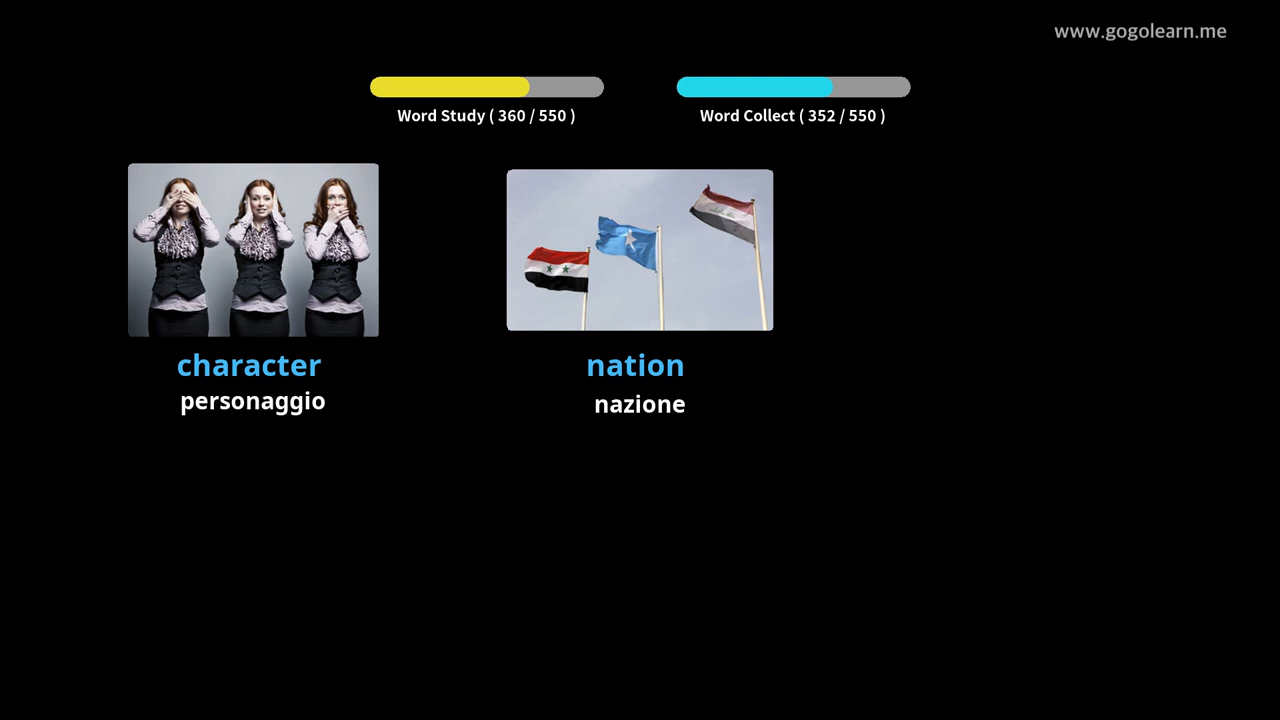 www.gogolearn.me
Word Study ( 360 / 550 )
Word Collect ( 352 / 550 )
character
personaggio
nation
nazione